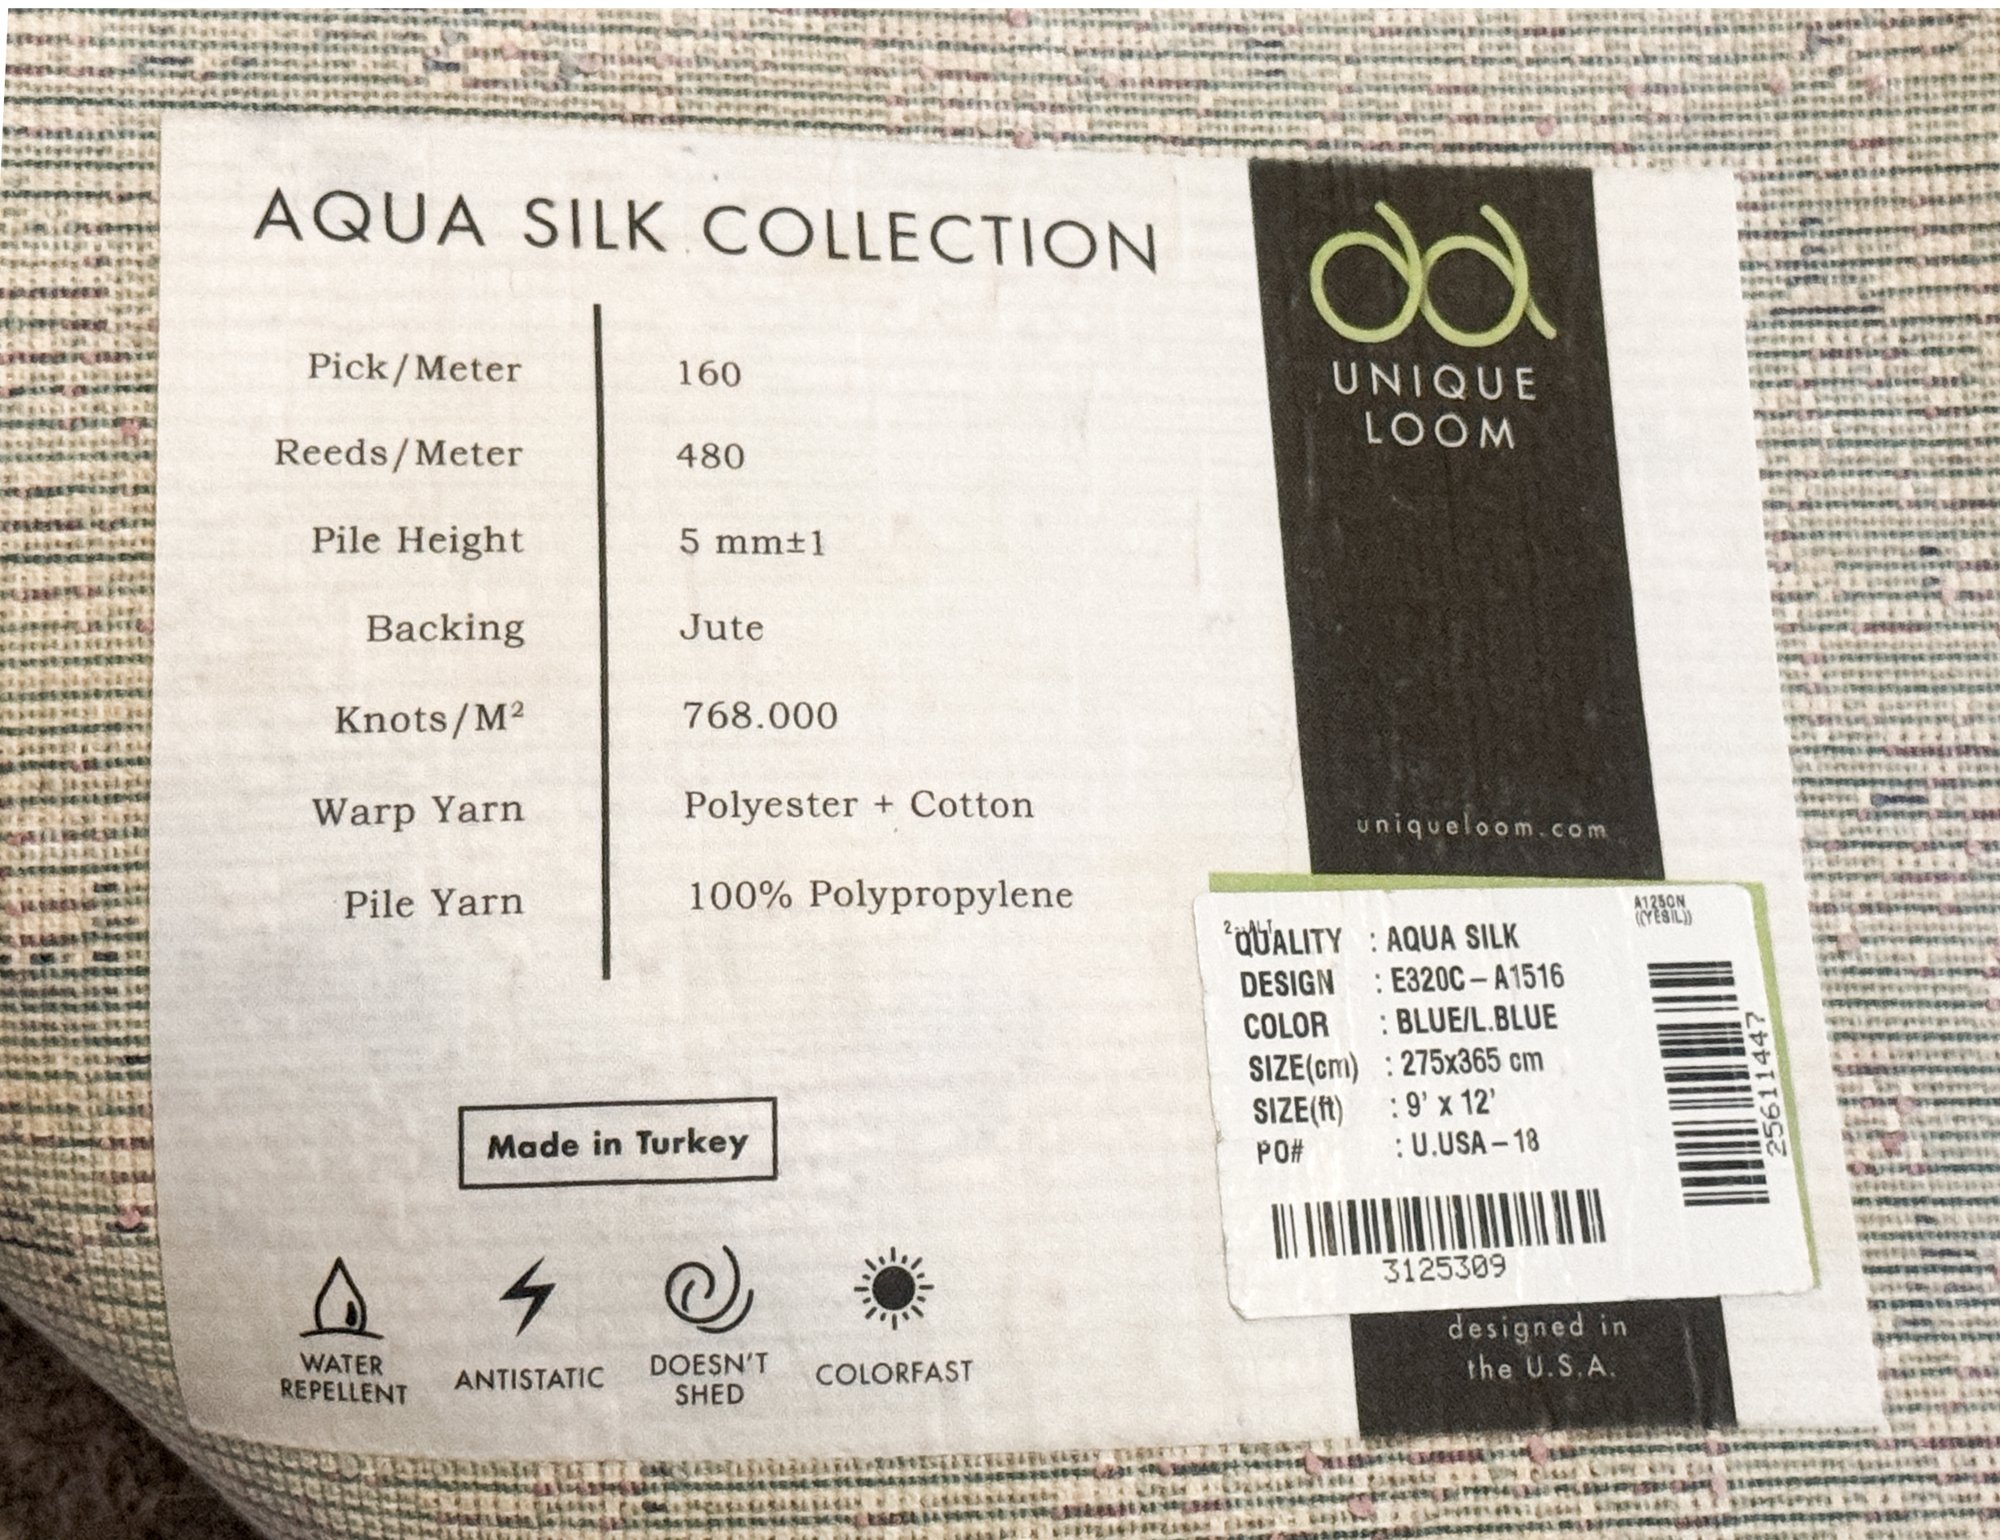 AQUA SILK COLLECTION
Pick/Meter 160
Reeds/Meter 480
Pile Height 5 mm±1
Backing Jute
Knots/M² 768.000
Warp Yarn Polyester + Cotton
Pile Yarn 100% Polypropylene
Made in Turkey
WATER
REPELLENT
ANTISTATIC
DOESN'T
SHED
COLORFAST
UNIQUE
LOOM
uniqueloom.com
((YESIL))
QUALITY : AQUA SILK
DESIGN : E320C-A1516
COLOR : BLUE/L.BLUE
SIZE(cm) : 275x365 cm
SIZE(ft) : 9' x 12'
PO# : U.USA-18
25611447
3125309
designed in
the U.S.A.